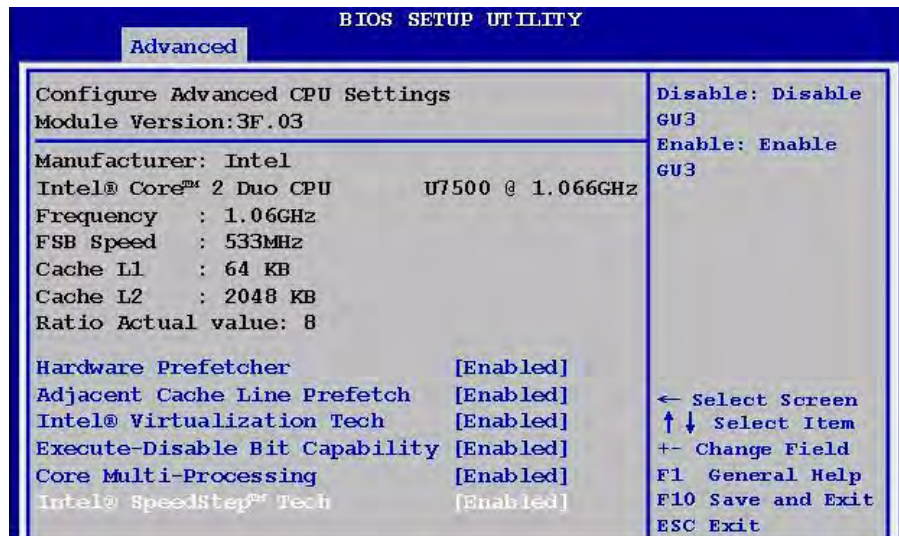 BIOS SETUP UTILITY
Advanced
Configure Advanced CPU Settings
Module Version:3F.03
Manufacturer: Intel
Intel® Core™ 2 Duo CPU U7500 @ 1.066GHz
Frequency : 1.06GHz
FSB Speed : 533MHz
Cache L1 : 64 KB
Cache L2 : 2048 KB
Ratio Actual value: 8
Hardware Prefetcher [Enabled]
Adjacent Cache Line Prefetch [Enabled]
Intel® Virtualization Tech [Enabled]
Execute-Disable Bit Capability [Enabled]
Core Multi-Processing [Enabled]
Intel® SpeedStep™ Tech [Enabled]
Disable: Disable
GU3
Enable: Enable
GU3
← Select Screen
↑↓ Select Item
+- Change Field
F1 General Help
F10 Save and Exit
ESC Exit